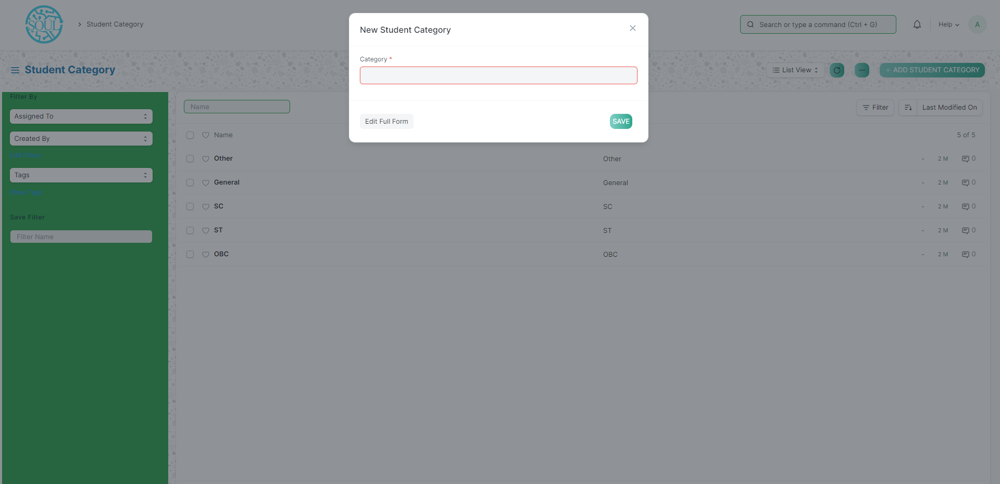 SOUL
Student Category
Search or type a command (Ctrl + G)
Help
A
New Student Category
Category *
Edit Full Form
SAVE
Student Category
List View
+ ADD STUDENT CATEGORY
Filter By
Assigned To
Created By
Edit Filters
Tags
Show Tags
Save Filter
Filter Name
Name
Filter
Last Modified On
Name
5 of 5
Other Other - 2 M 0
General General - 2 M 0
SC SC - 2 M 0
ST ST - 2 M 0
OBC OBC - 2 M 0